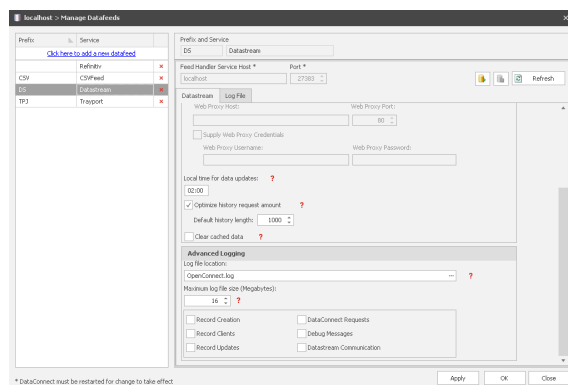 localhost > Manage Datafeeds
Prefix Service
Click here to add a new datafeed
Refinitiv
CSV CSVFeed
DS Datastream
TPJ Trayport
Prefix and Service
DS Datastream
Feed Handler Service Host * Port *
localhost 27383
Refresh
Datastream Log File
Web Proxy Host: Web Proxy Port:
80
Supply Web Proxy Credentials
Web Proxy Username: Web Proxy Password:
Local time for data updates: ?
02:00
Optimize history request amount ?
Default history length: 1000
Clear cached data ?
Advanced Logging
Log file location:
OpenConnect.log ... ?
Maximum log file size (Megabytes):
16 ?
Record Creation DataConnect Requests
Record Clients Debug Messages
Record Updates Datastream Communication
* DataConnect must be restarted for change to take effect
Apply OK Close